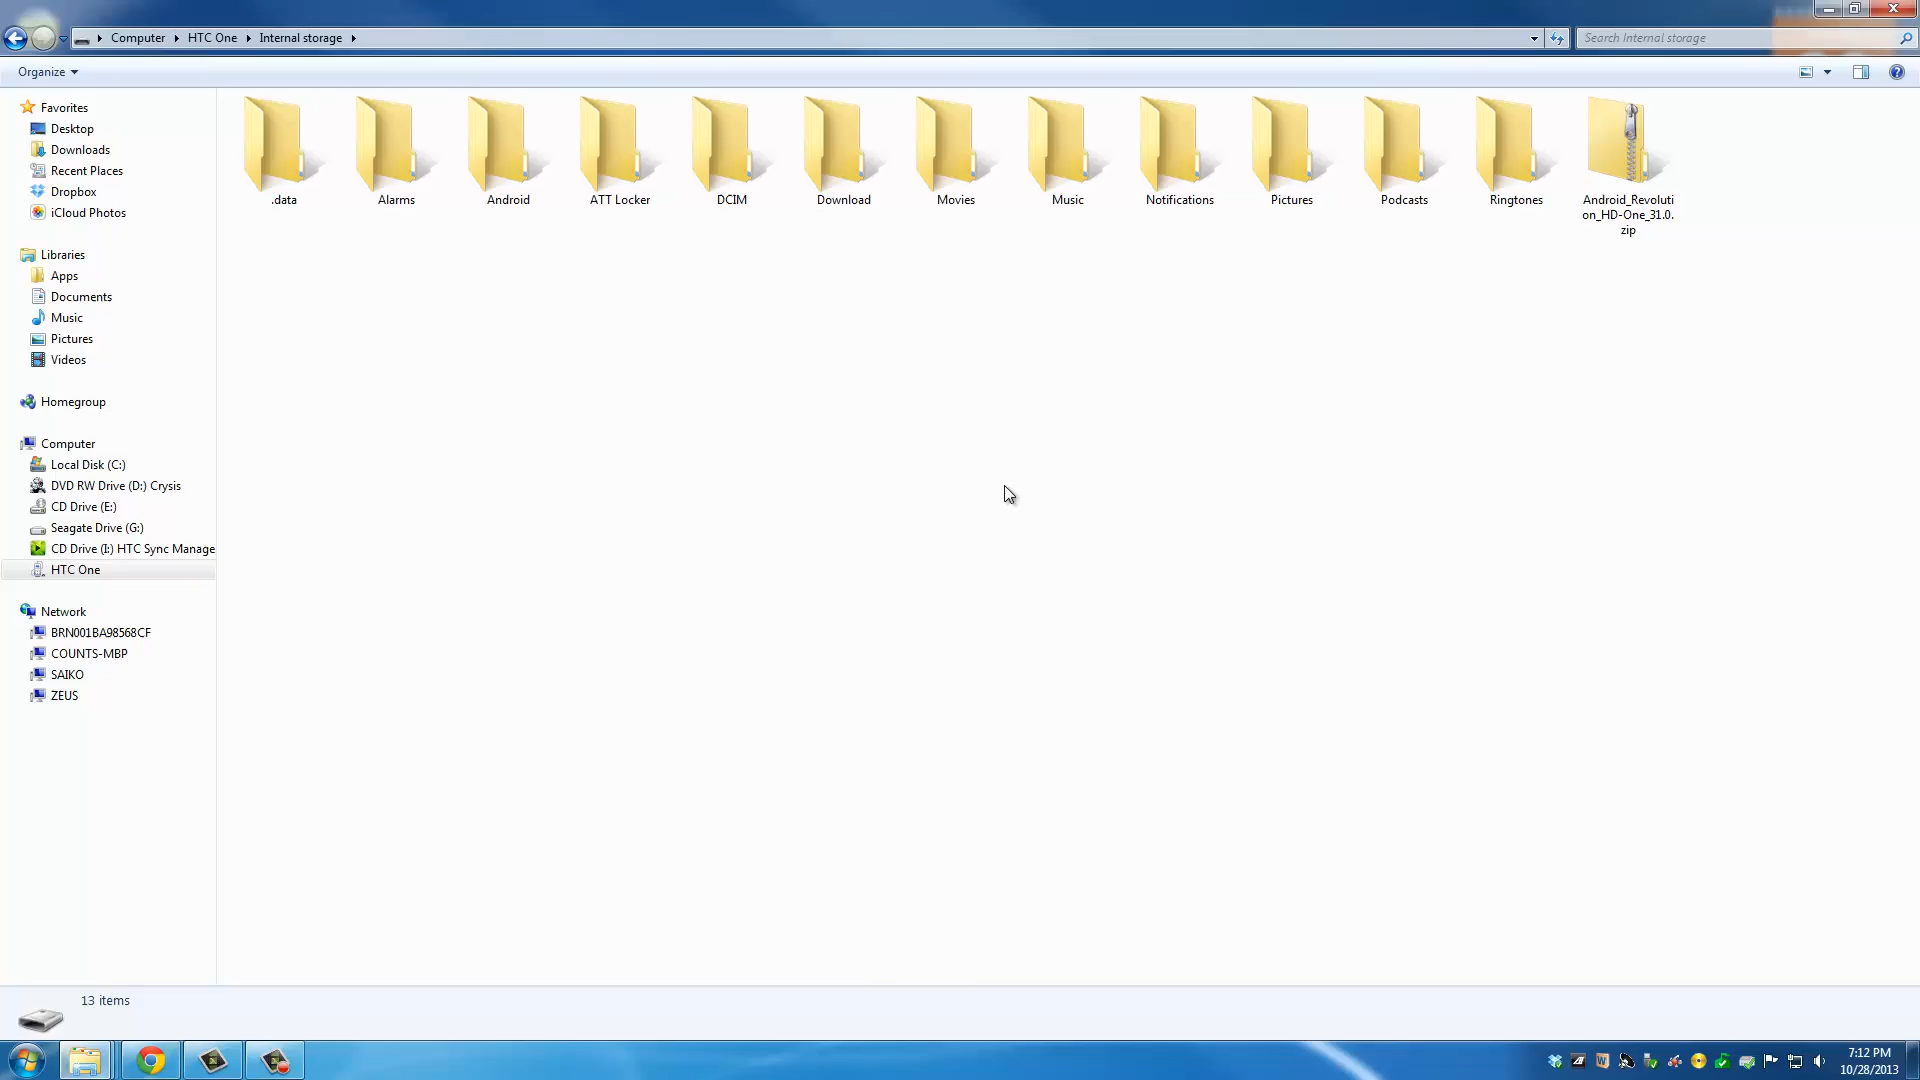 Computer HTC One Internal storage
Search Internal storage
Organize
Favorites
Desktop
Downloads
Recent Places
Dropbox
iCloud Photos
Libraries
Apps
Documents
Music
Pictures
Videos
Homegroup
Computer
Local Disk (C:)
DVD RW Drive (D:) Crysis
CD Drive (E:)
Seagate Drive (G:)
CD Drive (I:) HTC Sync Manage
HTC One
Network
BRN001BA98568CF
COUNTS-MBP
SAIKO
ZEUS
.data
Alarms
Android
ATT Locker
DCIM
Download
Movies
Music
Notifications
Pictures
Podcasts
Ringtones
Android_Revoluti
on_HD-One_31.0.
zip
13 items
7:12 PM
10/28/2013